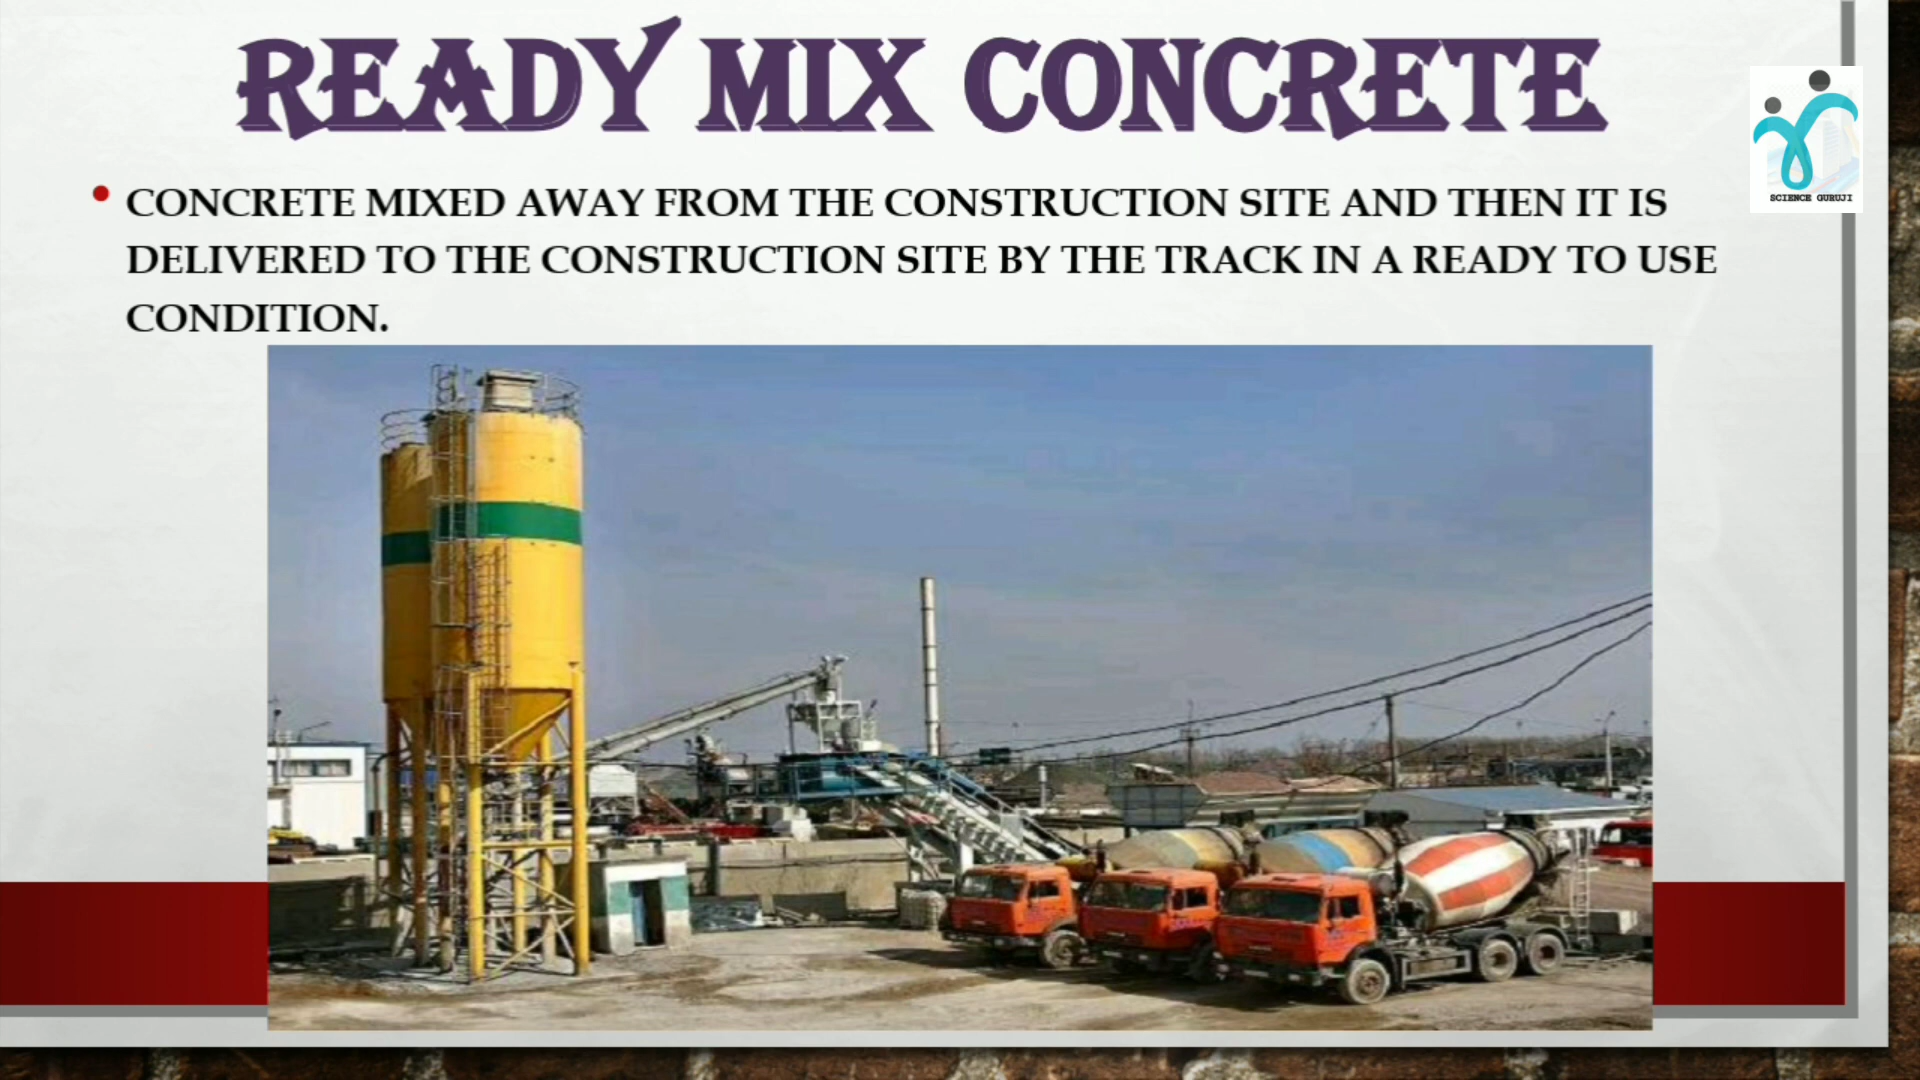 READY MIX CONCRETE
• CONCRETE MIXED AWAY FROM THE CONSTRUCTION SITE AND THEN IT IS
DELIVERED TO THE CONSTRUCTION SITE BY THE TRACK IN A READY TO USE
CONDITION.
SCIENCE GURUJI